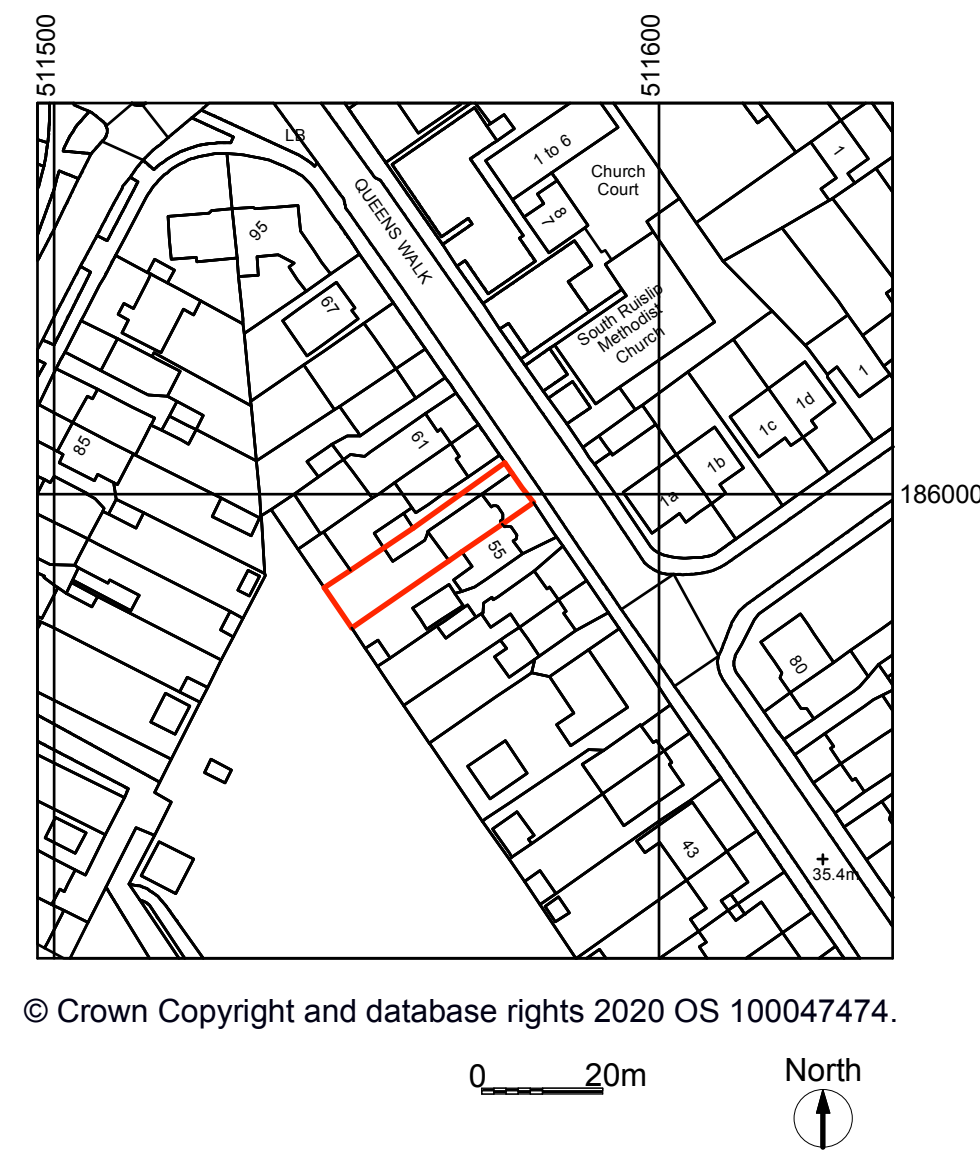 511500
511600
LB
1 to 6
Church
Court
1
8
7
QUEENS WALK
95
67
South Ruislip
Methodist
Church
1
1d
1c
1b
1a
61
85
186000
55
80
43
35.4m
© Crown Copyright and database rights 2020 OS 100047474.
0 20m
North